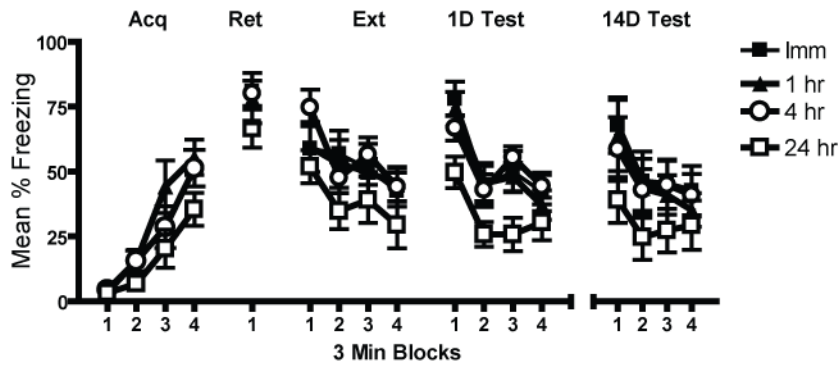 Acq Ret Ext 1D Test 14D Test
100
75
50
25
0
Mean % Freezing
1 2 3 4 1 1 2 3 4 1 2 3 4 1 2 3 4
3 Min Blocks
Imm
1 hr
4 hr
24 hr